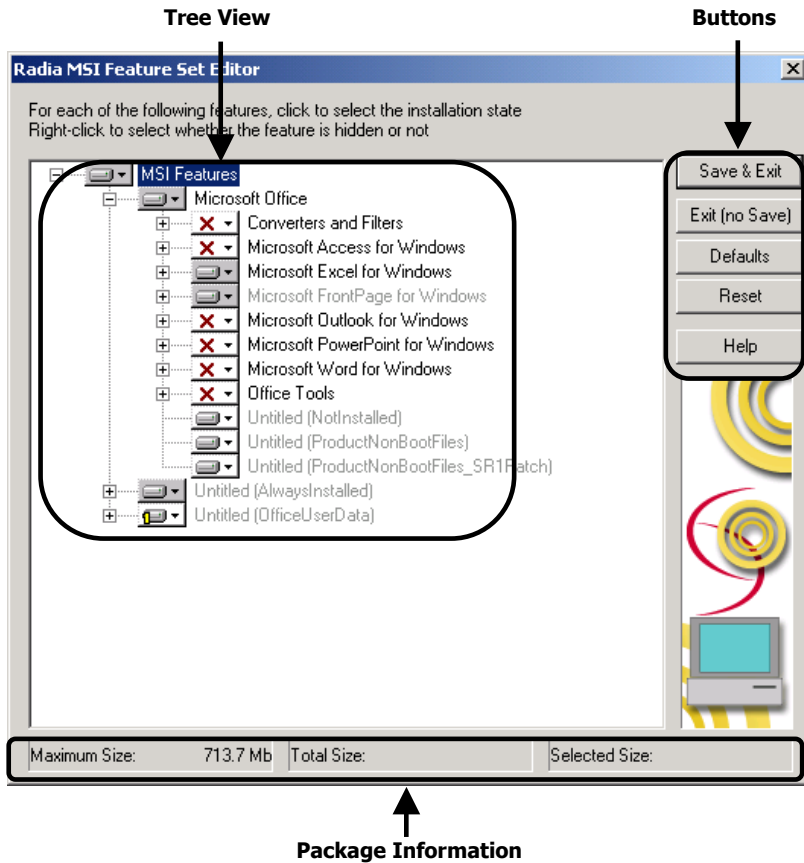 Tree View
Buttons
Radia MSI Feature Set Editor
For each of the following features, click to select the installation state
Right-click to select whether the feature is hidden or not
MSI Features
Microsoft Office
Converters and Filters
Microsoft Access for Windows
Microsoft Excel for Windows
Microsoft FrontPage for Windows
Microsoft Outlook for Windows
Microsoft PowerPoint for Windows
Microsoft Word for Windows
Office Tools
Untitled (NotInstalled)
Untitled (ProductNonBootFiles)
Untitled (ProductNonBootFiles_SR1Patch)
Untitled (AlwaysInstalled)
Untitled (OfficeUserData)
Save & Exit
Exit (no Save)
Defaults
Reset
Help
Maximum Size: 713.7 Mb Total Size: Selected Size:
Package Information